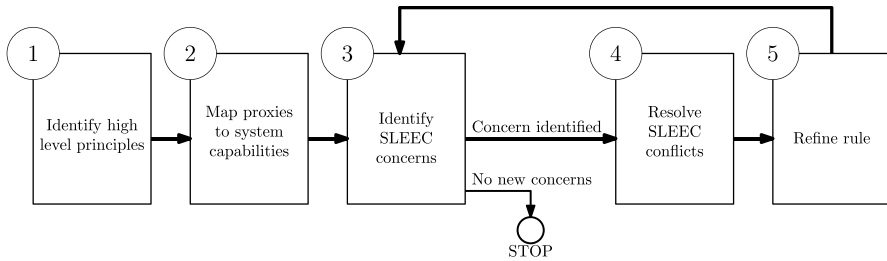 1
Identify high
level principles
2
Map proxies
to system
capabilities
3
Identify
SLEEC
concerns
Concern identified
No new concerns
STOP
4
Resolve
SLEEC
conflicts
5
Refine rule